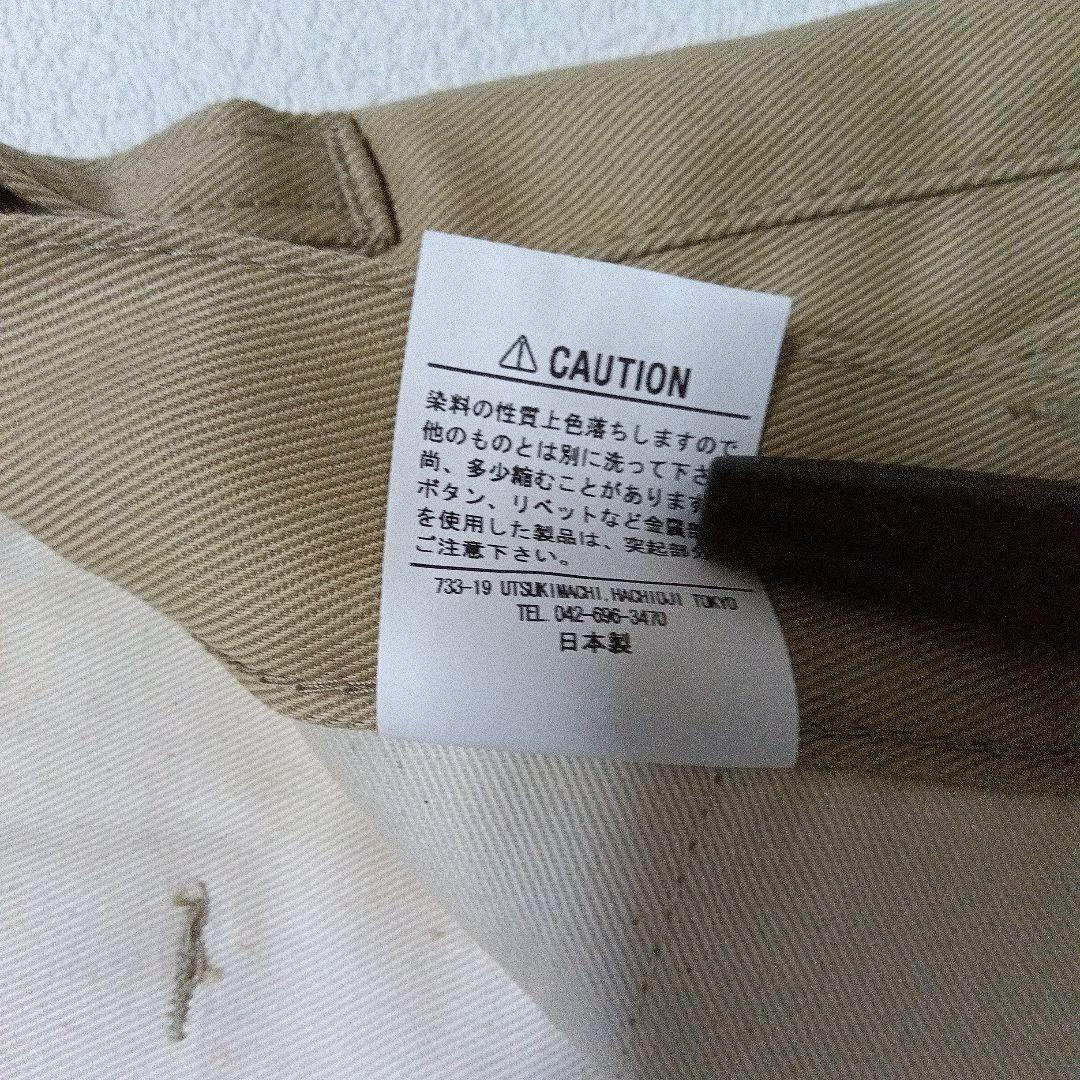 ⚠ CAUTION
染料の性質上色落ちしますので
他のものとは別に洗って下さ
尚、多少縮むことがあります
ボタン、リベットなど金属部
を使用した製品は、突起部分
ご注意下さい。
733-19 UTSUKIMACHI.HACHIOJI TOKYO
TEL 042-696-3470
日本製